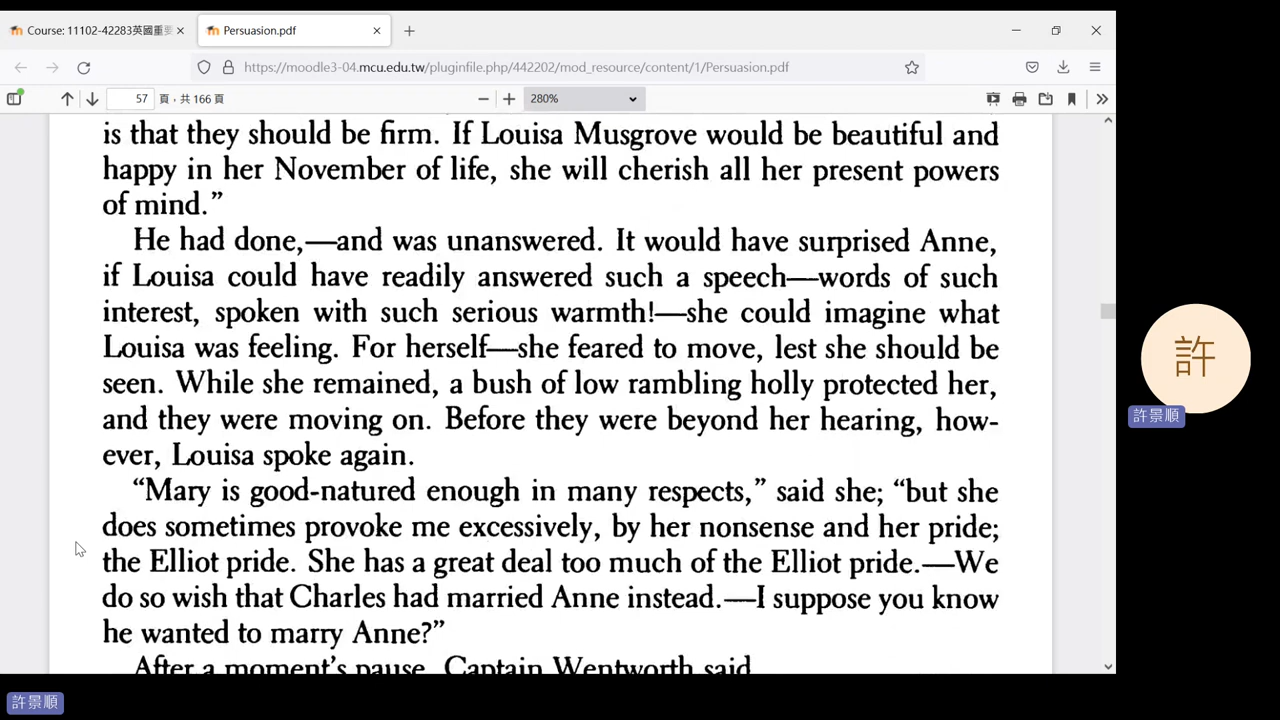 Course: 11102-42283英國重要
Persuasion.pdf
https://moodle3-04.mcu.edu.tw/pluginfile.php/442202/mod_resource/content/1/Persuasion.pdf
57 頁，共 166 頁
280%
is that they should be firm. If Louisa Musgrove would be beautiful and
happy in her November of life, she will cherish all her present powers
of mind.”
He had done,—and was unanswered. It would have surprised Anne,
if Louisa could have readily answered such a speech—words of such
interest, spoken with such serious warmth!—she could imagine what
Louisa was feeling. For herself—she feared to move, lest she should be
seen. While she remained, a bush of low rambling holly protected her,
and they were moving on. Before they were beyond her hearing, how-
ever, Louisa spoke again.
“Mary is good-natured enough in many respects,” said she; “but she
does sometimes provoke me excessively, by her nonsense and her pride;
the Elliot pride. She has a great deal too much of the Elliot pride.—We
do so wish that Charles had married Anne instead.—I suppose you know
he wanted to marry Anne?”
After a moment’s pause, Captain Wentworth said
許
許景順
許景順